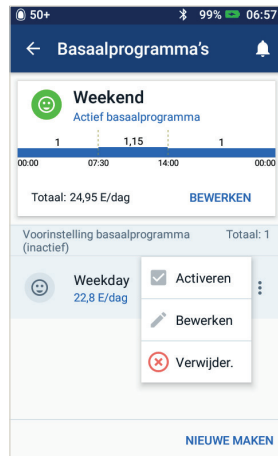 50+ 99% 06:57
Basaalprogramma's
Weekend
Actief basaalprogramma
1 1,15 1
00:00 07:30 14:00 00:00
Totaal: 24,95 E/dag BEWERKEN
Voorinstelling basaalprogramma Totaal: 1
(inactief)
Weekday
22,8 E/dag
Activeren
Bewerken
Verwijder.
NIEUWE MAKEN